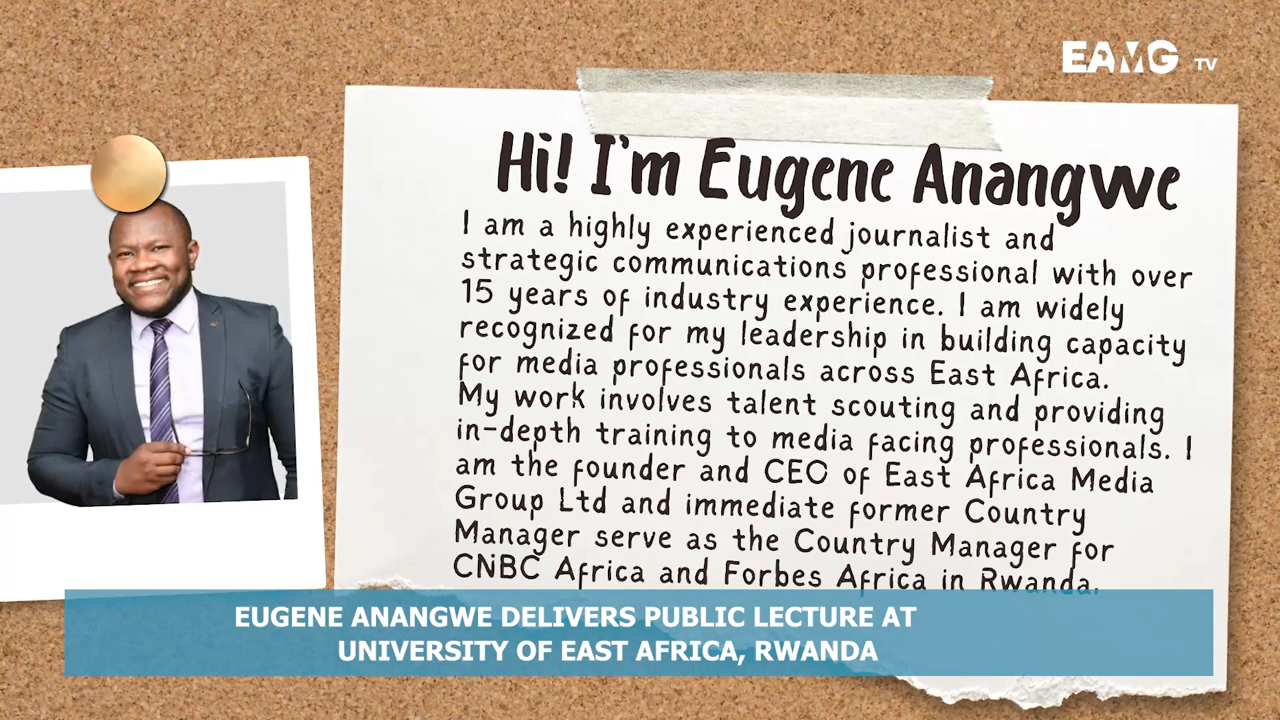 EAMG TV
Hi! I'm Eugene Anangwe
I am a highly experienced journalist and
strategic communications professional with over
15 years of industry experience. I am widely
recognized for my leadership in building capacity
for media professionals across East Africa.
My work involves talent scouting and providing
in-depth training to media facing professionals. I
am the founder and CEO of East Africa Media
Group Ltd and immediate former Country
Manager serve as the Country Manager for
CNBC Africa and Forbes Africa in Rwanda.
EUGENE ANANGWE DELIVERS PUBLIC LECTURE AT
UNIVERSITY OF EAST AFRICA, RWANDA